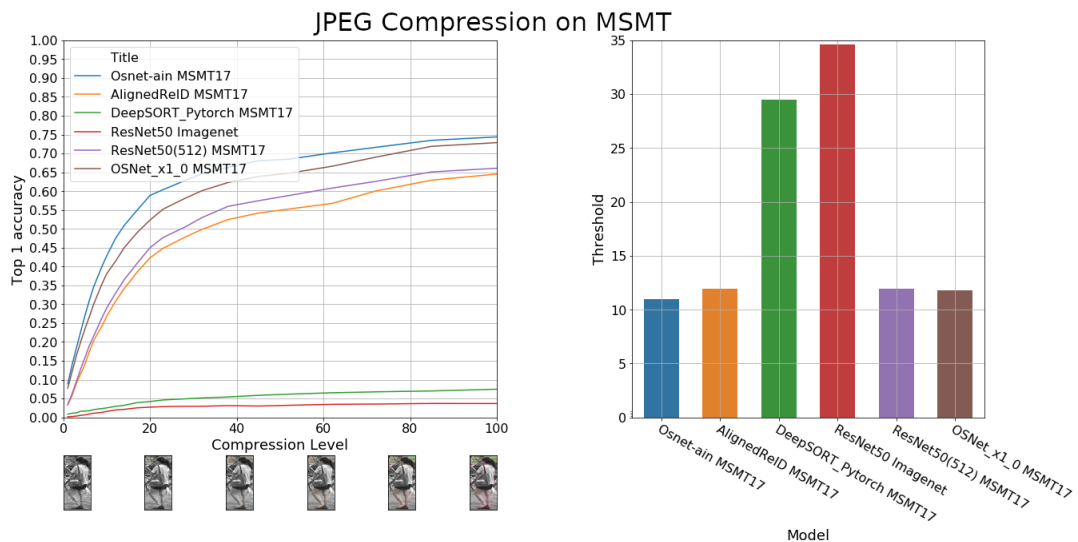 JPEG Compression on MSMT
Top 1 accuracy
1.00
0.95
0.90
0.85
0.80
0.75
0.70
0.65
0.60
0.55
0.50
0.45
0.40
0.35
0.30
0.25
0.20
0.15
0.10
0.05
0.00
Title
Osnet-ain MSMT17
AlignedReID MSMT17
DeepSORT_Pytorch MSMT17
ResNet50 Imagenet
ResNet50(512) MSMT17
OSNet_x1_0 MSMT17
0 20 40 60 80 100
Compression Level
Threshold
35
30
25
20
15
10
5
0
Osnet-ain MSMT17
AlignedReID MSMT17
DeepSORT_Pytorch MSMT17
ResNet50 Imagenet
ResNet50(512) MSMT17
OSNet_x1_0 MSMT17
Model